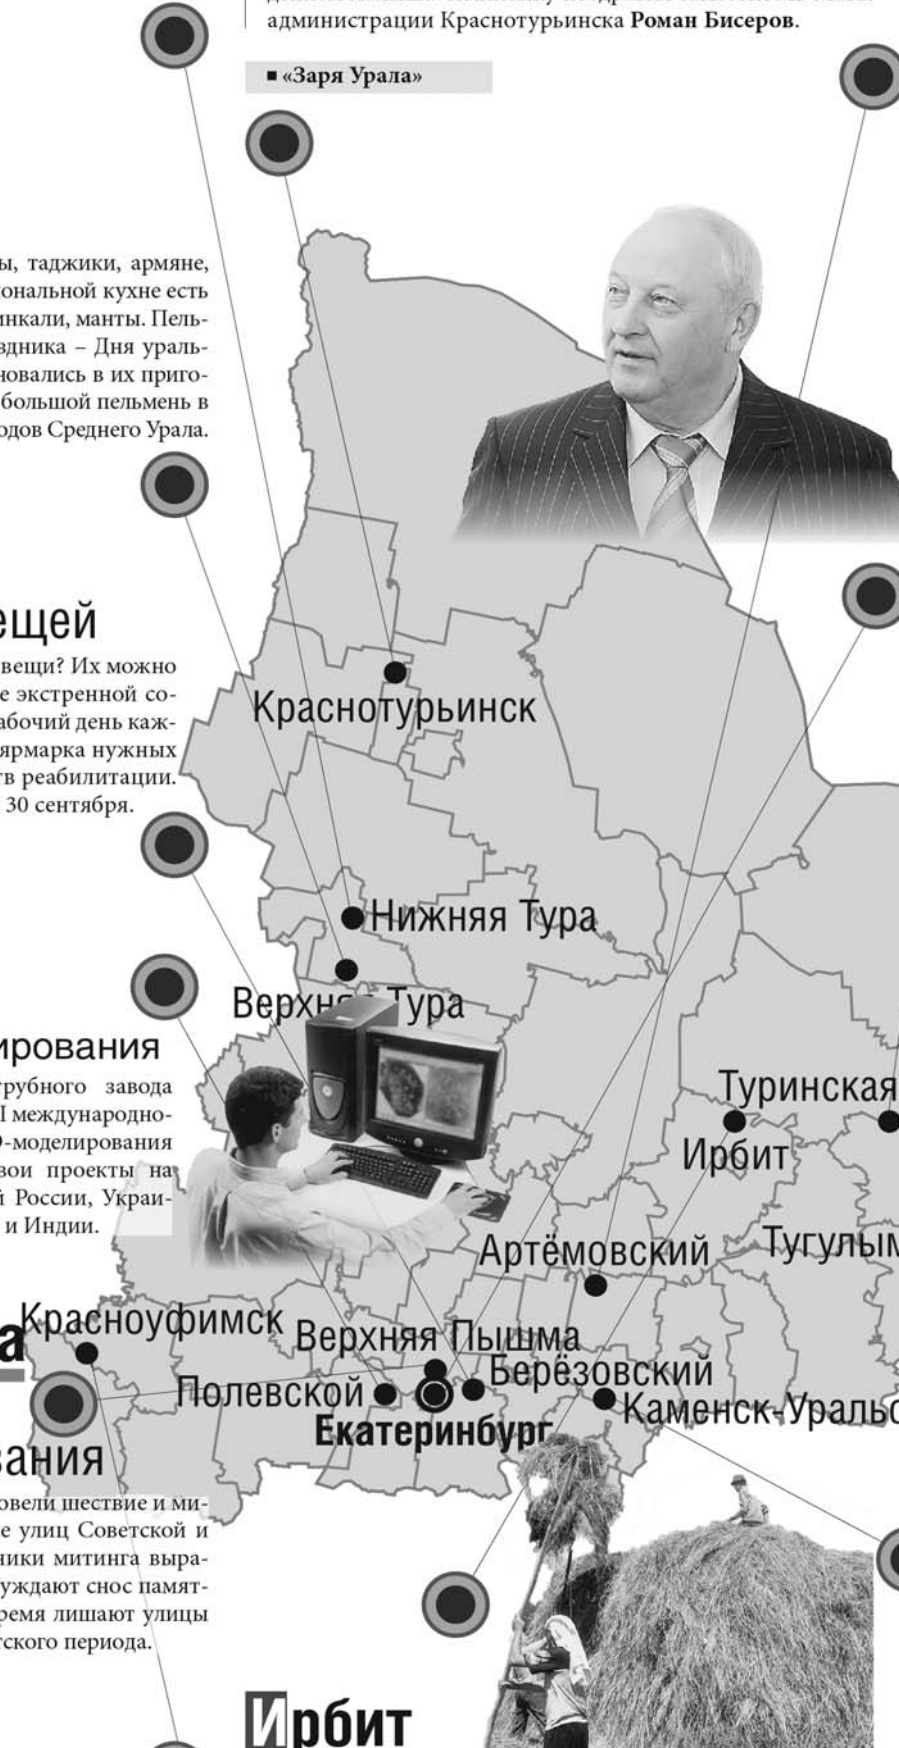 администрации Краснотурьинска Роман Бисеров.
■ «Заря Урала»
ы, таджики, армяне,
иональной кухне есть
инкали, манты. Пель-
здника – Дня ураль-
новались в их приго-
большой пельмень в
одов Среднего Урала.
ещей
вещи? Их можно
е экстренной со-
абочий день каж-
ярмарка нужных
тв реабилитации.
30 сентября.
Краснотурьинск
Нижняя Тура
Верхняя Тура
ирования
трубного завода
I международно-
D-моделирования
вои проекты на
й России, Украи-
и Индии.
Туринская
Ирбит
Артёмовский
Тугулым
а
Красноуфимск
Верхняя Пышма
Берёзовский
Полевской
Каменск-Уральс
Екатеринбург
вания
овели шествие и ми-
е улиц Советской и
ники митинга выра-
уждают снос памят-
ремя лишают улицы
тского периода.
Ирбит